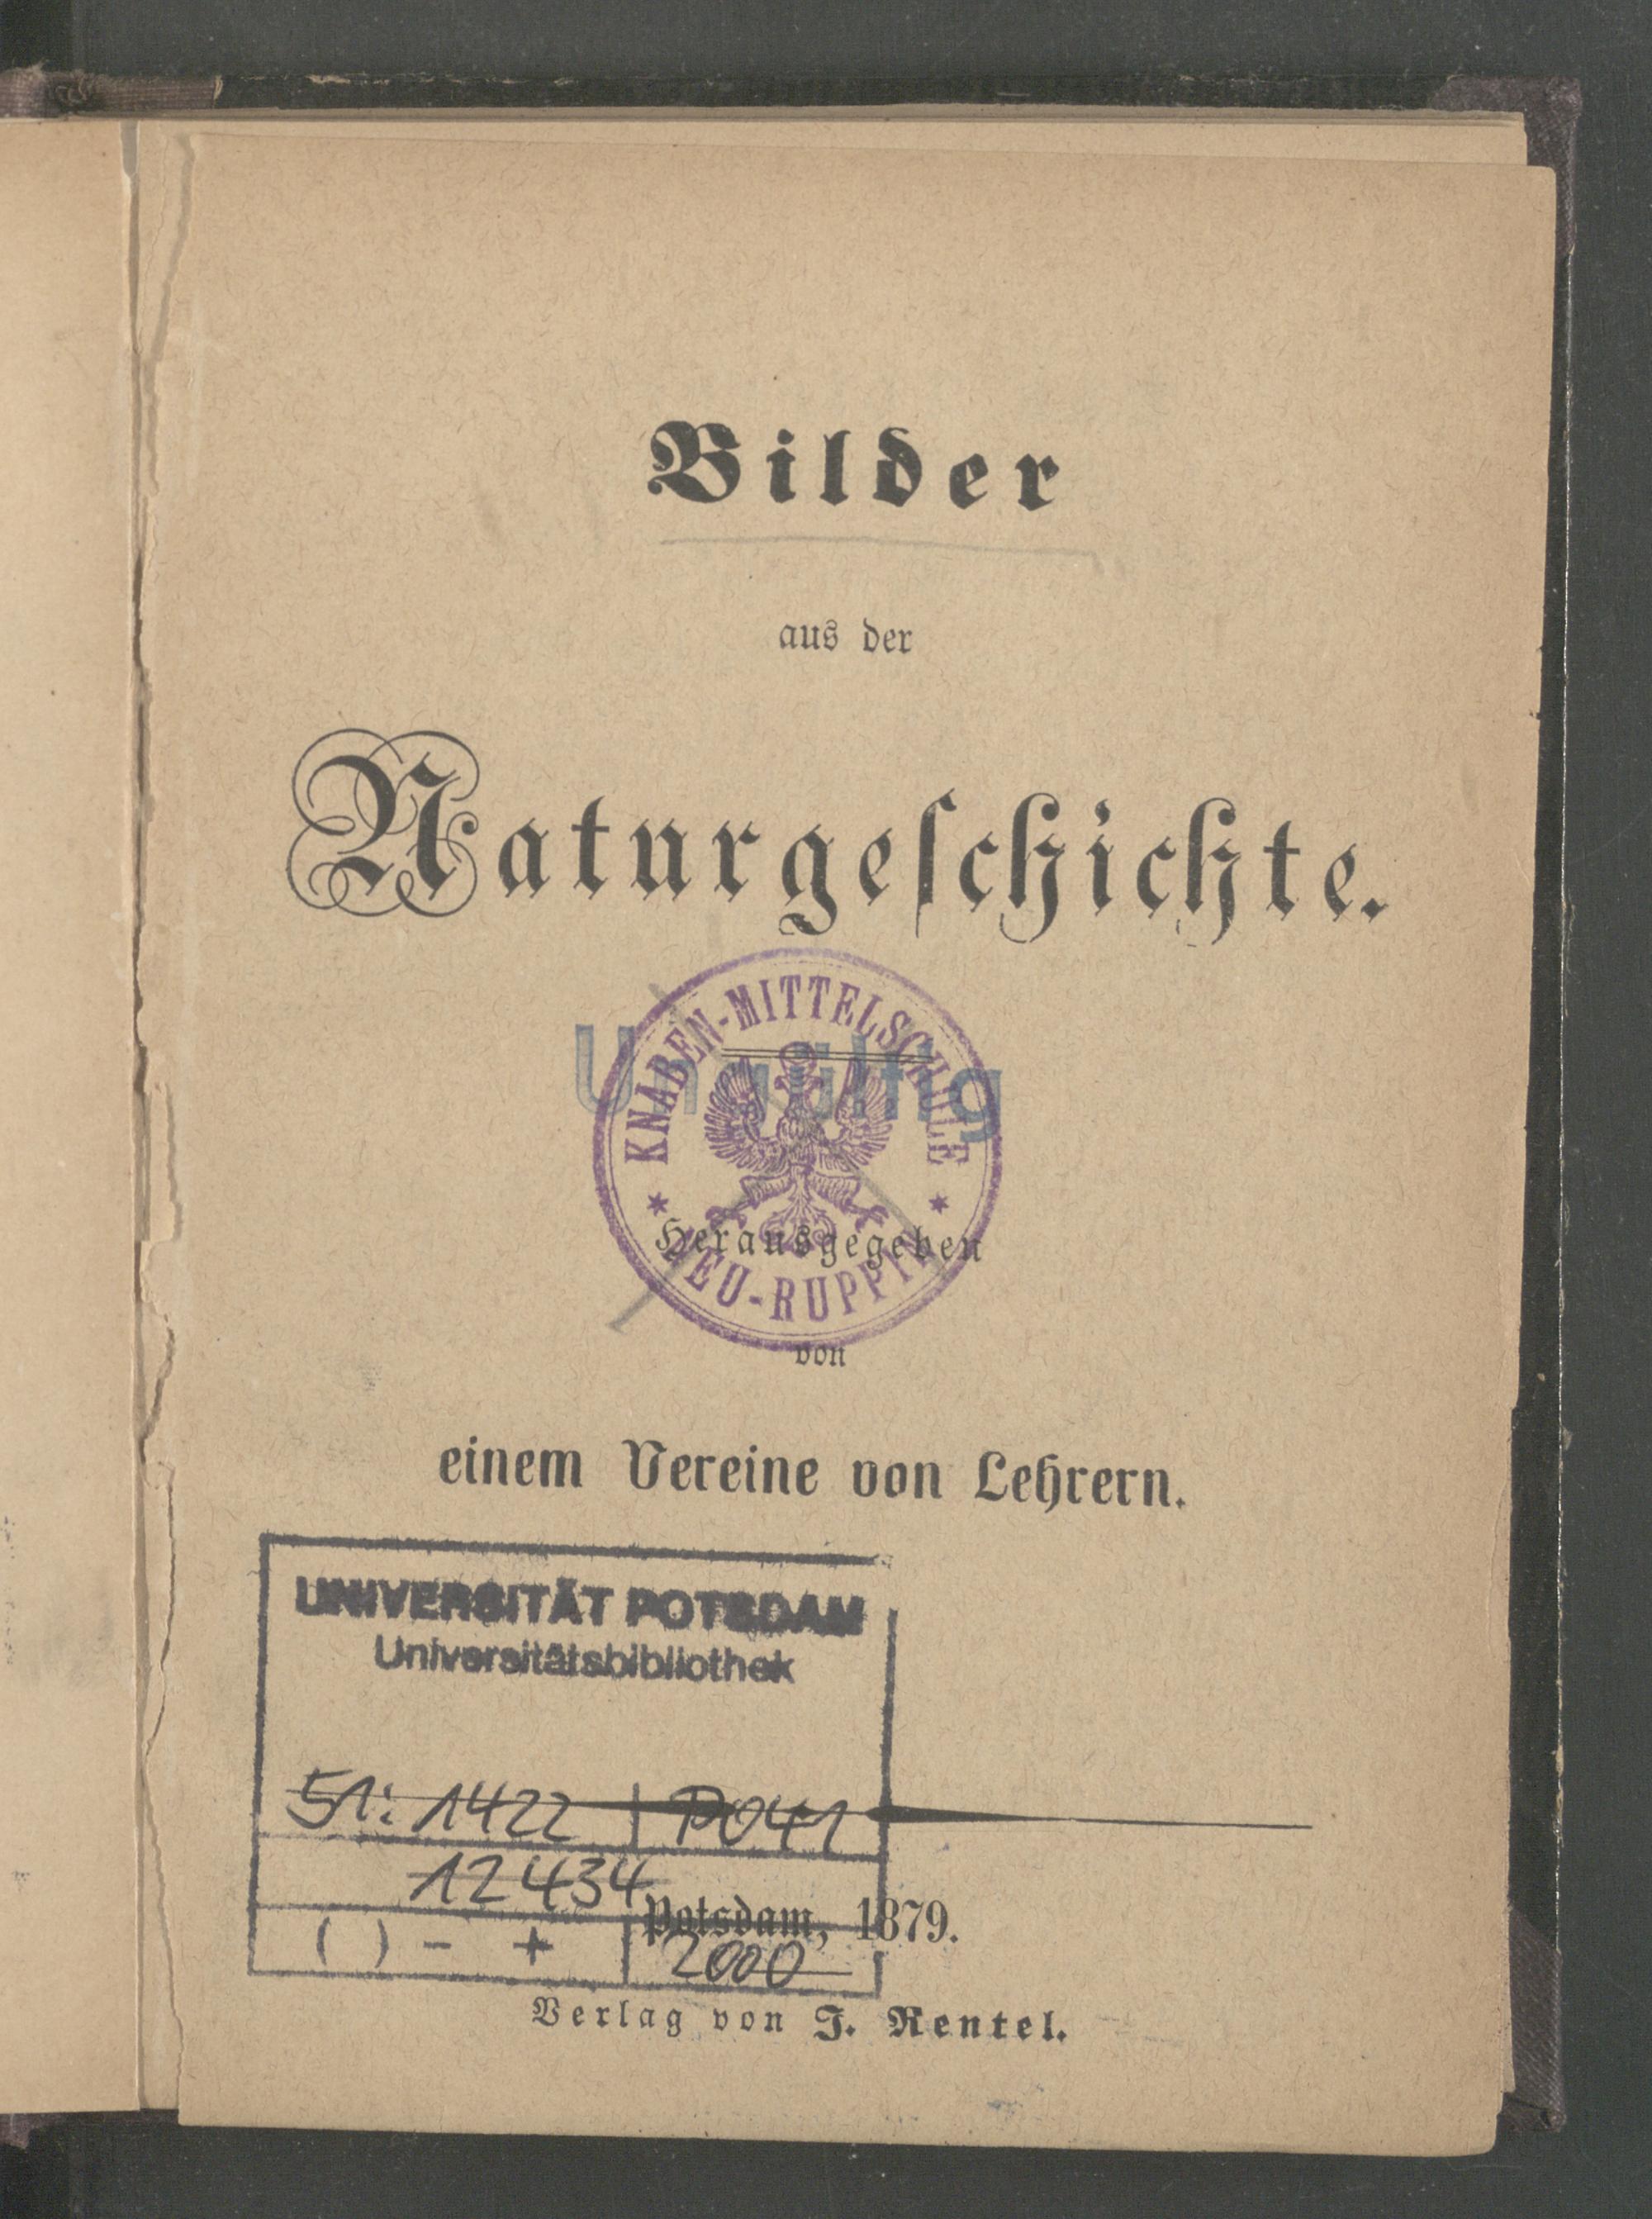 Bilder
aus der
Naturgeschichte.
KNABEN-MITTELSCHULE
Ungültig
Herausgegeben
NEU-RUPPIN
von
einem Vereine von Lehrern.
UNIVERSITÄT POTSDAM
Universitätsbibliothek
51: 1422 P041
12434
Potsdam, 1879.
( ) - +
2000
Verlag von J. Rentel.